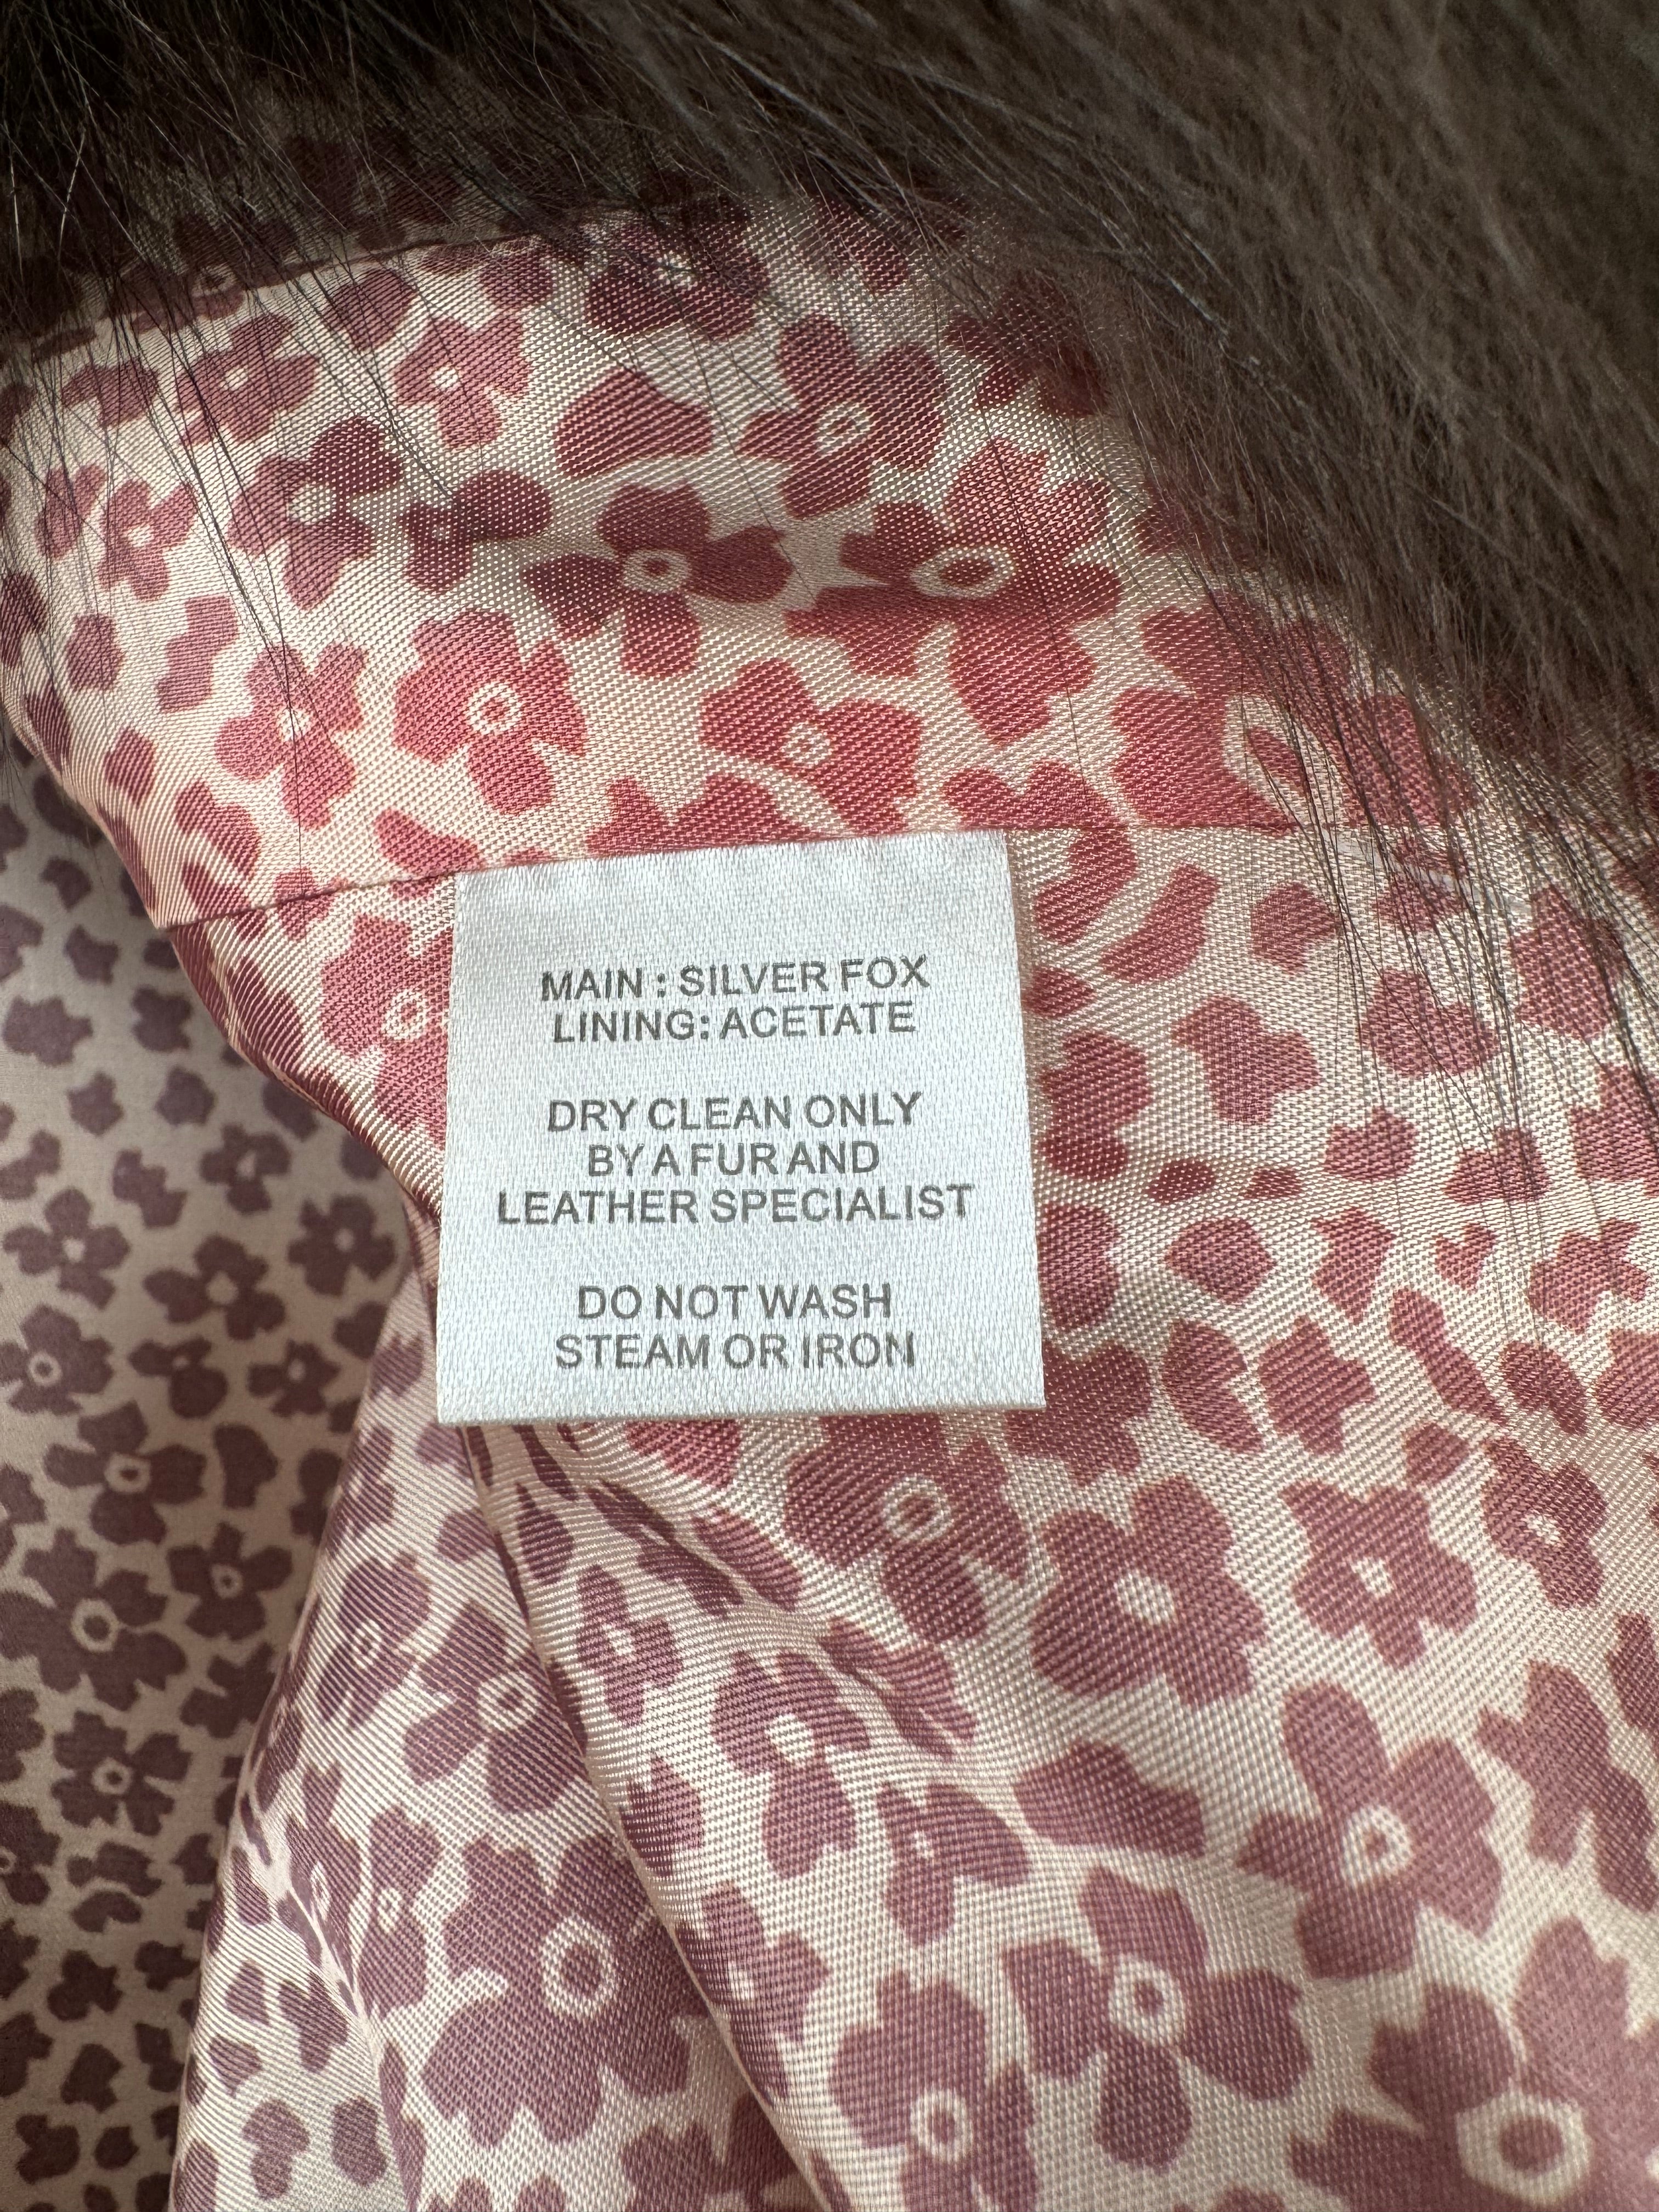 MAIN : SILVER FOX
LINING: ACETATE
DRY CLEAN ONLY
BY A FUR AND
LEATHER SPECIALIST
DO NOT WASH
STEAM OR IRON